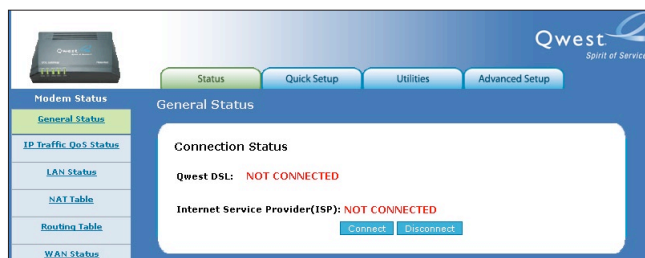 Qwest
Spirit of Service
Qwest
Status
Quick Setup
Utilities
Advanced Setup
Modem Status
General Status
IP Traffic QoS Status
LAN Status
NAT Table
Routing Table
WAN Status
General Status
Connection Status
Qwest DSL: NOT CONNECTED
Internet Service Provider(ISP): NOT CONNECTED
Connect
Disconnect